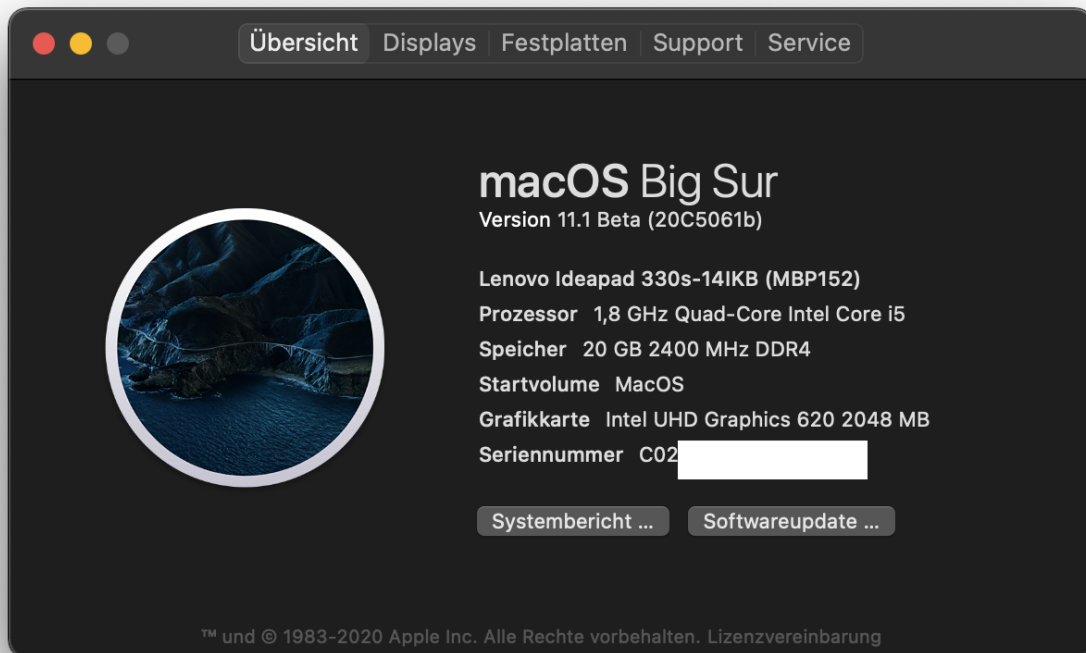 Übersicht Displays Festplatten Support Service
macOS Big Sur
Version 11.1 Beta (20C5061b)
Lenovo Ideapad 330s-14IKB (MBP152)
Prozessor 1,8 GHz Quad-Core Intel Core i5
Speicher 20 GB 2400 MHz DDR4
Startvolume MacOS
Grafikkarte Intel UHD Graphics 620 2048 MB
Seriennummer C02
Systembericht ... Softwareupdate ...
™ und © 1983-2020 Apple Inc. Alle Rechte vorbehalten. Lizenzvereinbarung